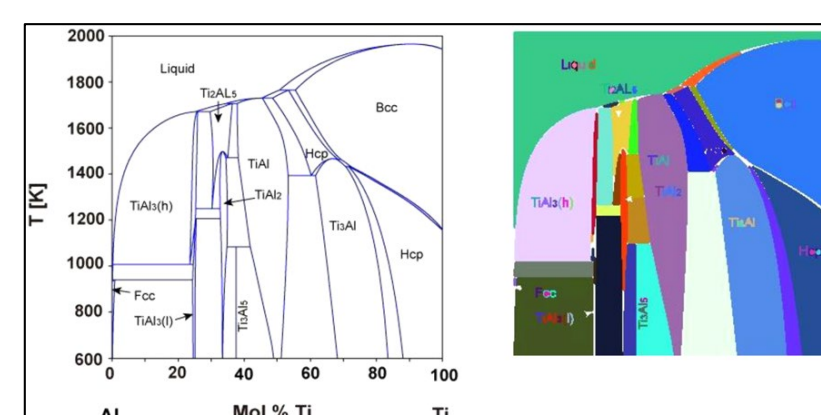 2000
1800
1600
1400
1200
1000
800
600
T [K]
Liquid
Ti2AL5
Bcc
Hcp
TiAl
TiAl2
TiAl3(h)
Ti3Al
Hcp
Fcc
TiAl3(l)
Ti3Al5
0 20 40 60 80 100
Al Mol % Ti Ti
Liquid
Ti2AL5
TiAl
TiAl2
TiAl3(h)
Ti3Al
Fcc
TiAl3(l)
Ti3Al5